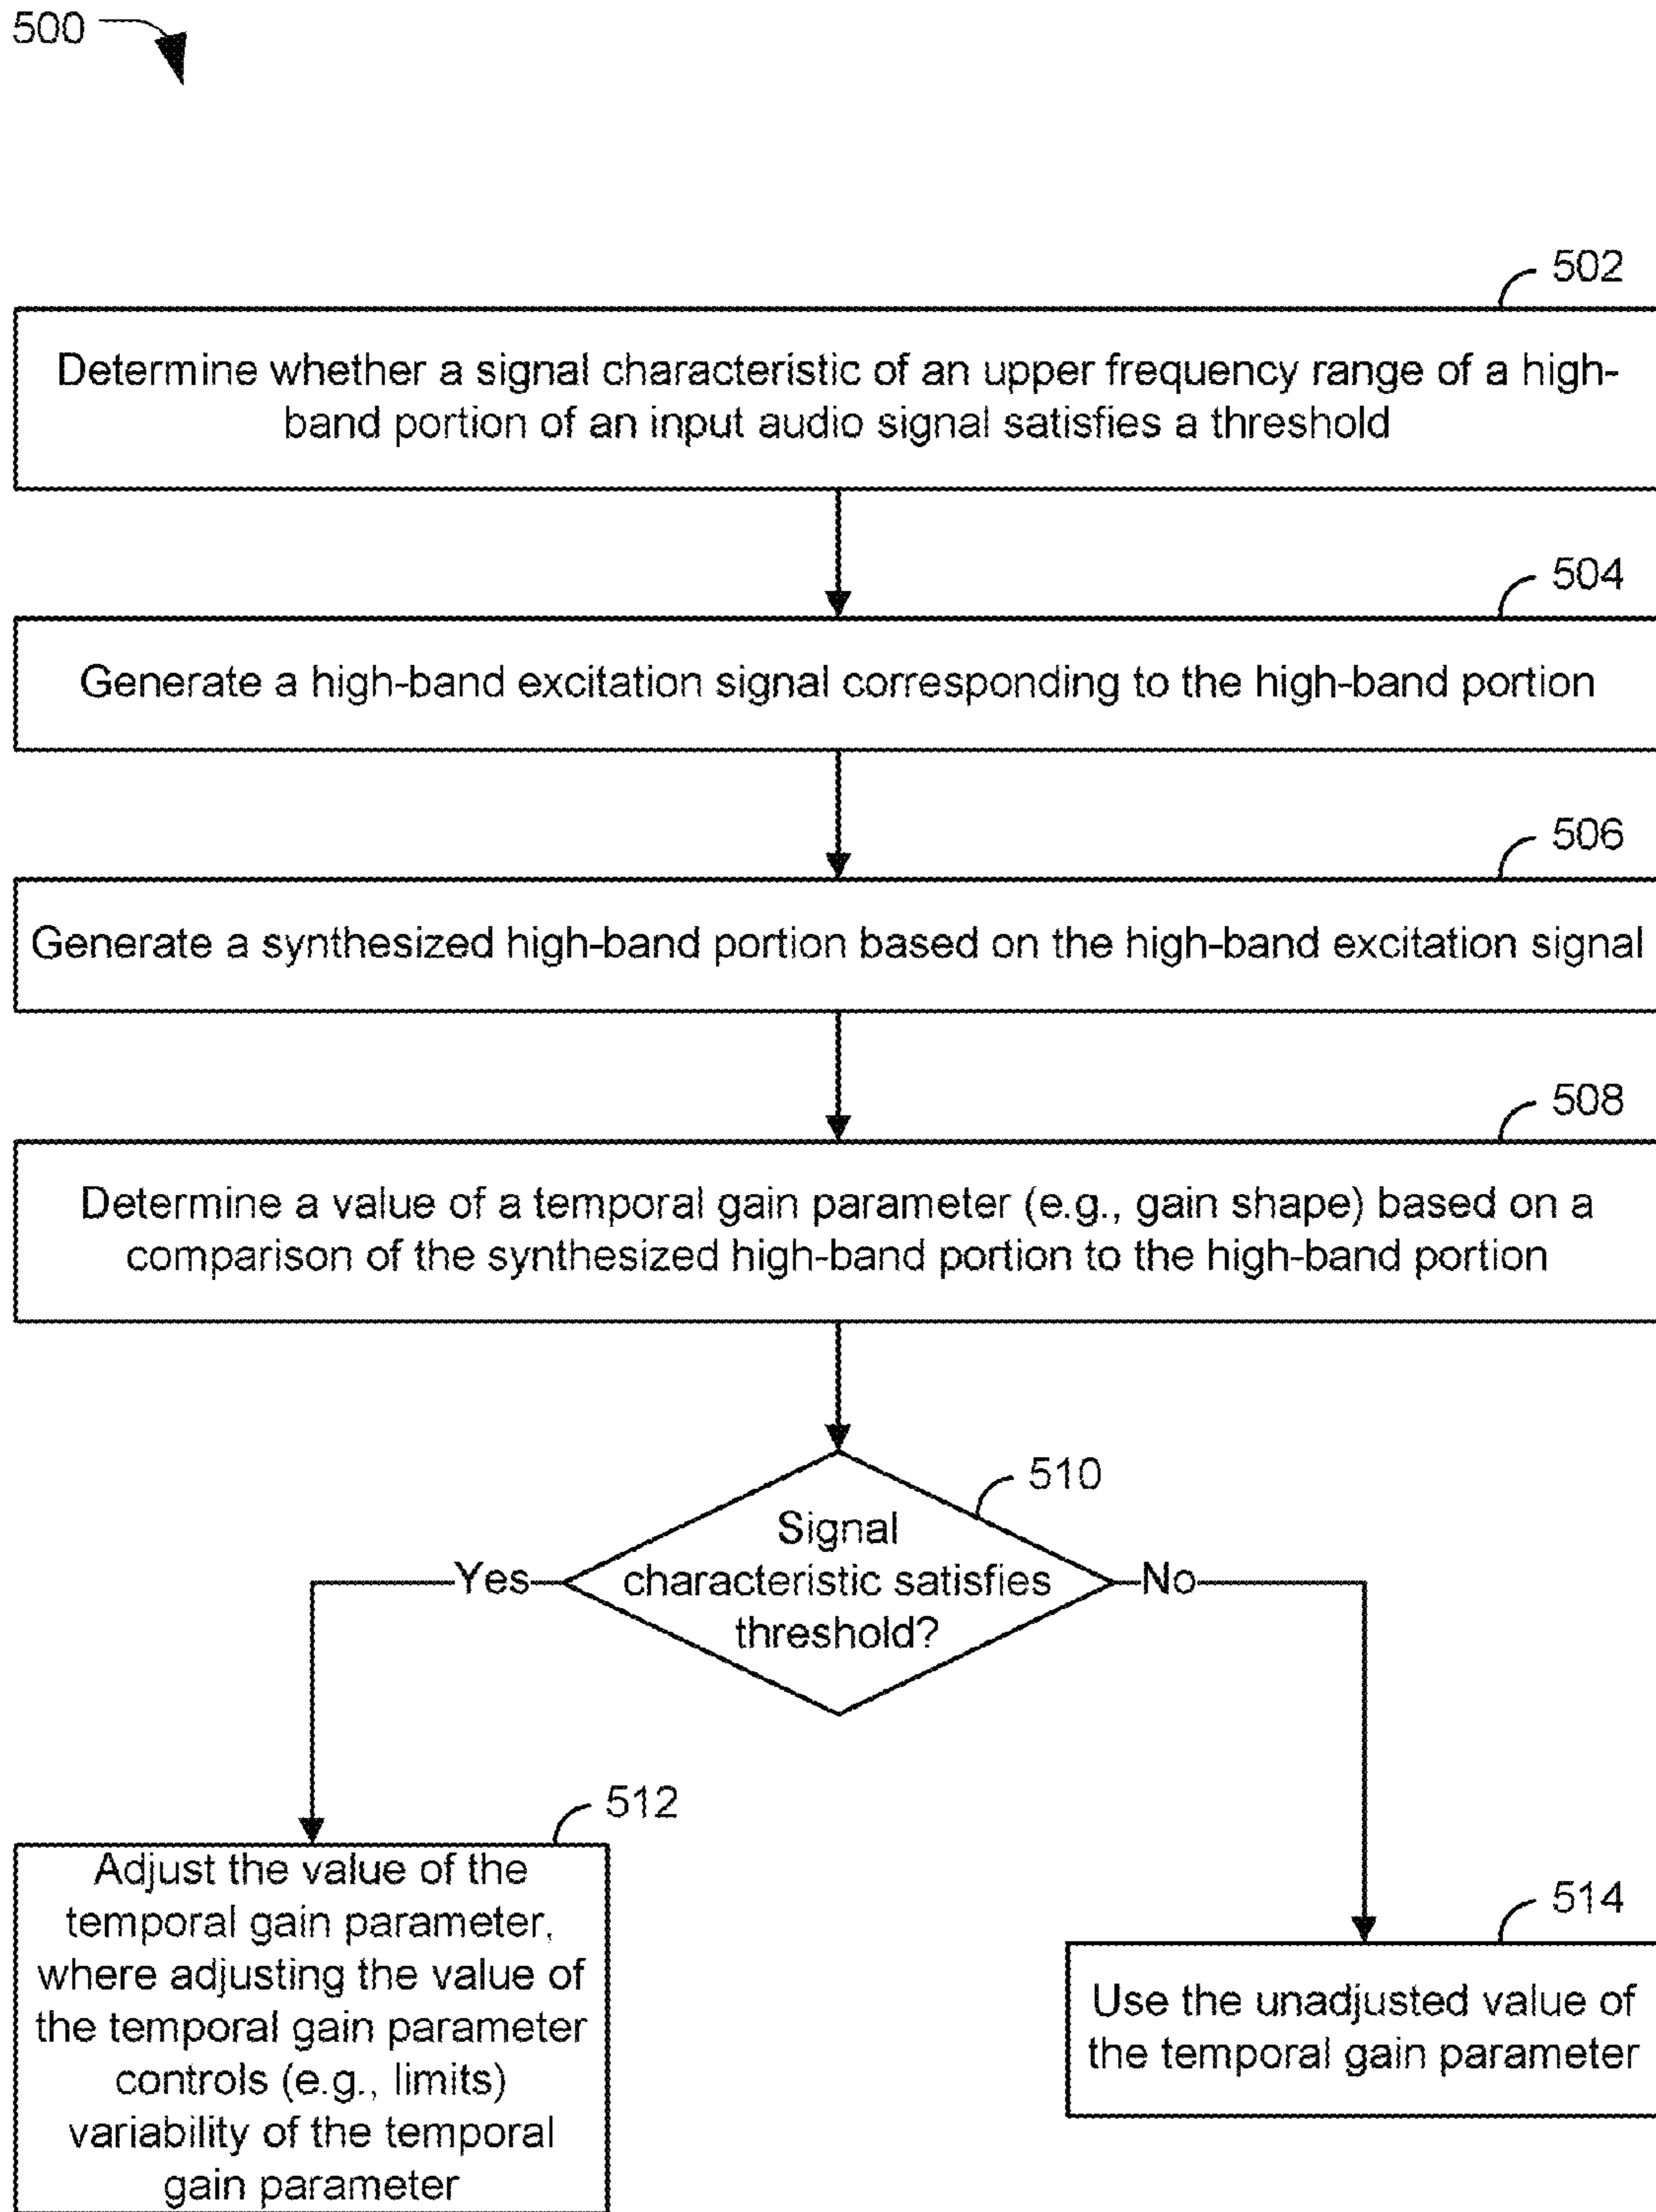 500
502
Determine whether a signal characteristic of an upper frequency range of a high-
band portion of an input audio signal satisfies a threshold
504
Generate a high-band excitation signal corresponding to the high-band portion
506
Generate a synthesized high-band portion based on the high-band excitation signal
508
Determine a value of a temporal gain parameter (e.g., gain shape) based on a
comparison of the synthesized high-band portion to the high-band portion
510
Signal
characteristic satisfies
threshold?
Yes
No
512
Adjust the value of the
temporal gain parameter,
where adjusting the value of
the temporal gain parameter
controls (e.g., limits)
variability of the temporal
gain parameter
514
Use the unadjusted value of
the temporal gain parameter